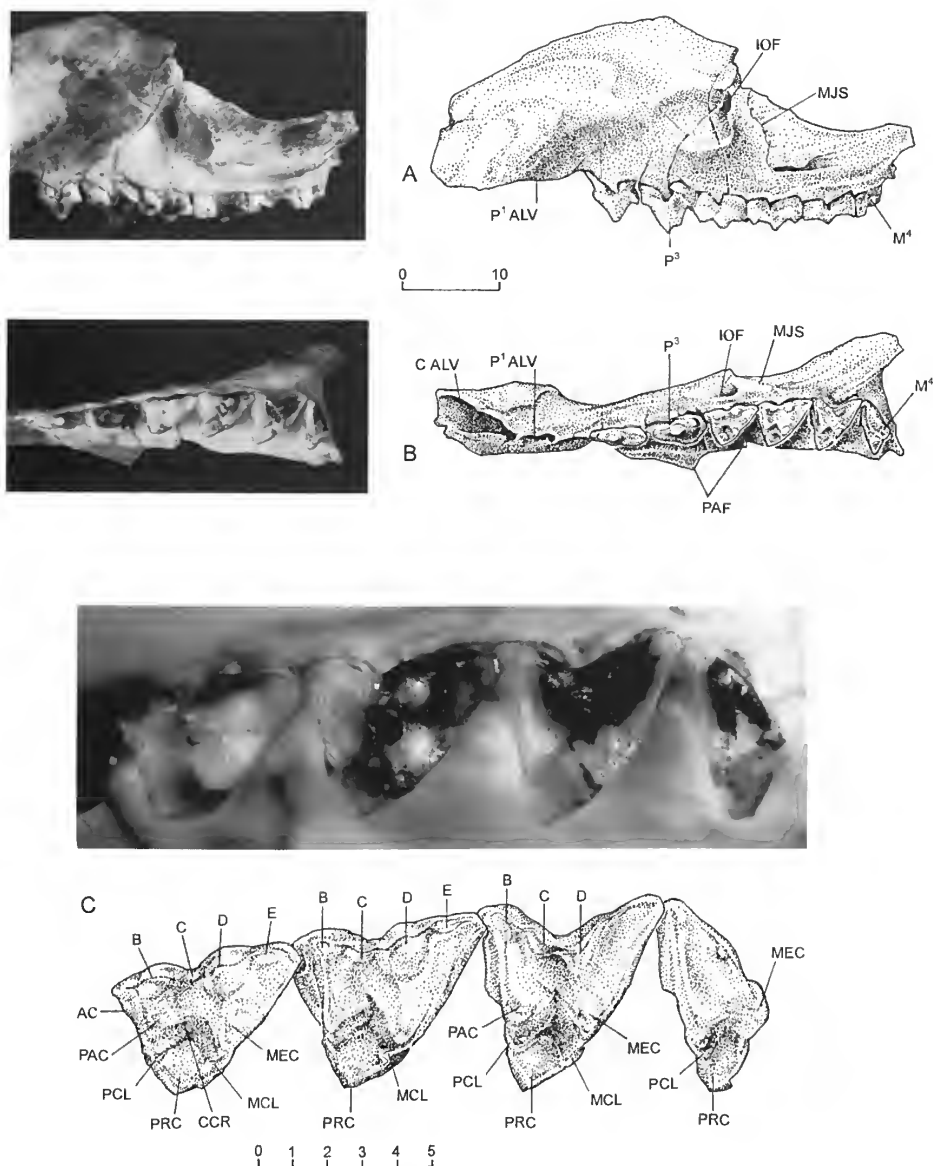 IOF
MJS
A
P¹ ALV
P³
M⁴
0 10
C ALV P¹ ALV P³ IOF MJS M⁴
B
PAF
C
B C D E B C D E B C D
AC
PAC
PCL
PRC CCR MCL MEC
PRC MCL
PAC
PCL
PRC MCL MEC
MEC
PCL
PRC
0 1 2 3 4 5